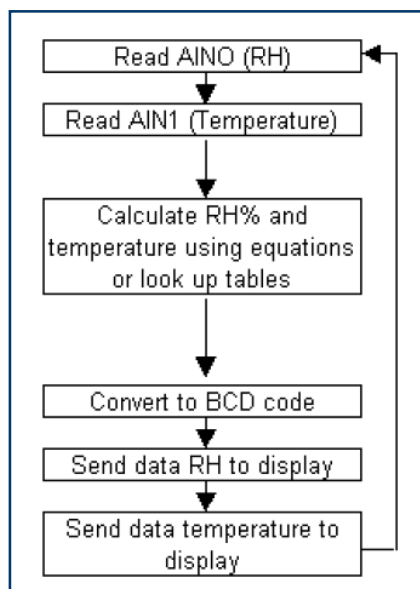 Read AINO (RH)
Read AIN1 (Temperature)
Calculate RH% and
temperature using equations
or look up tables
Convert to BCD code
Send data RH to display
Send data temperature to
display